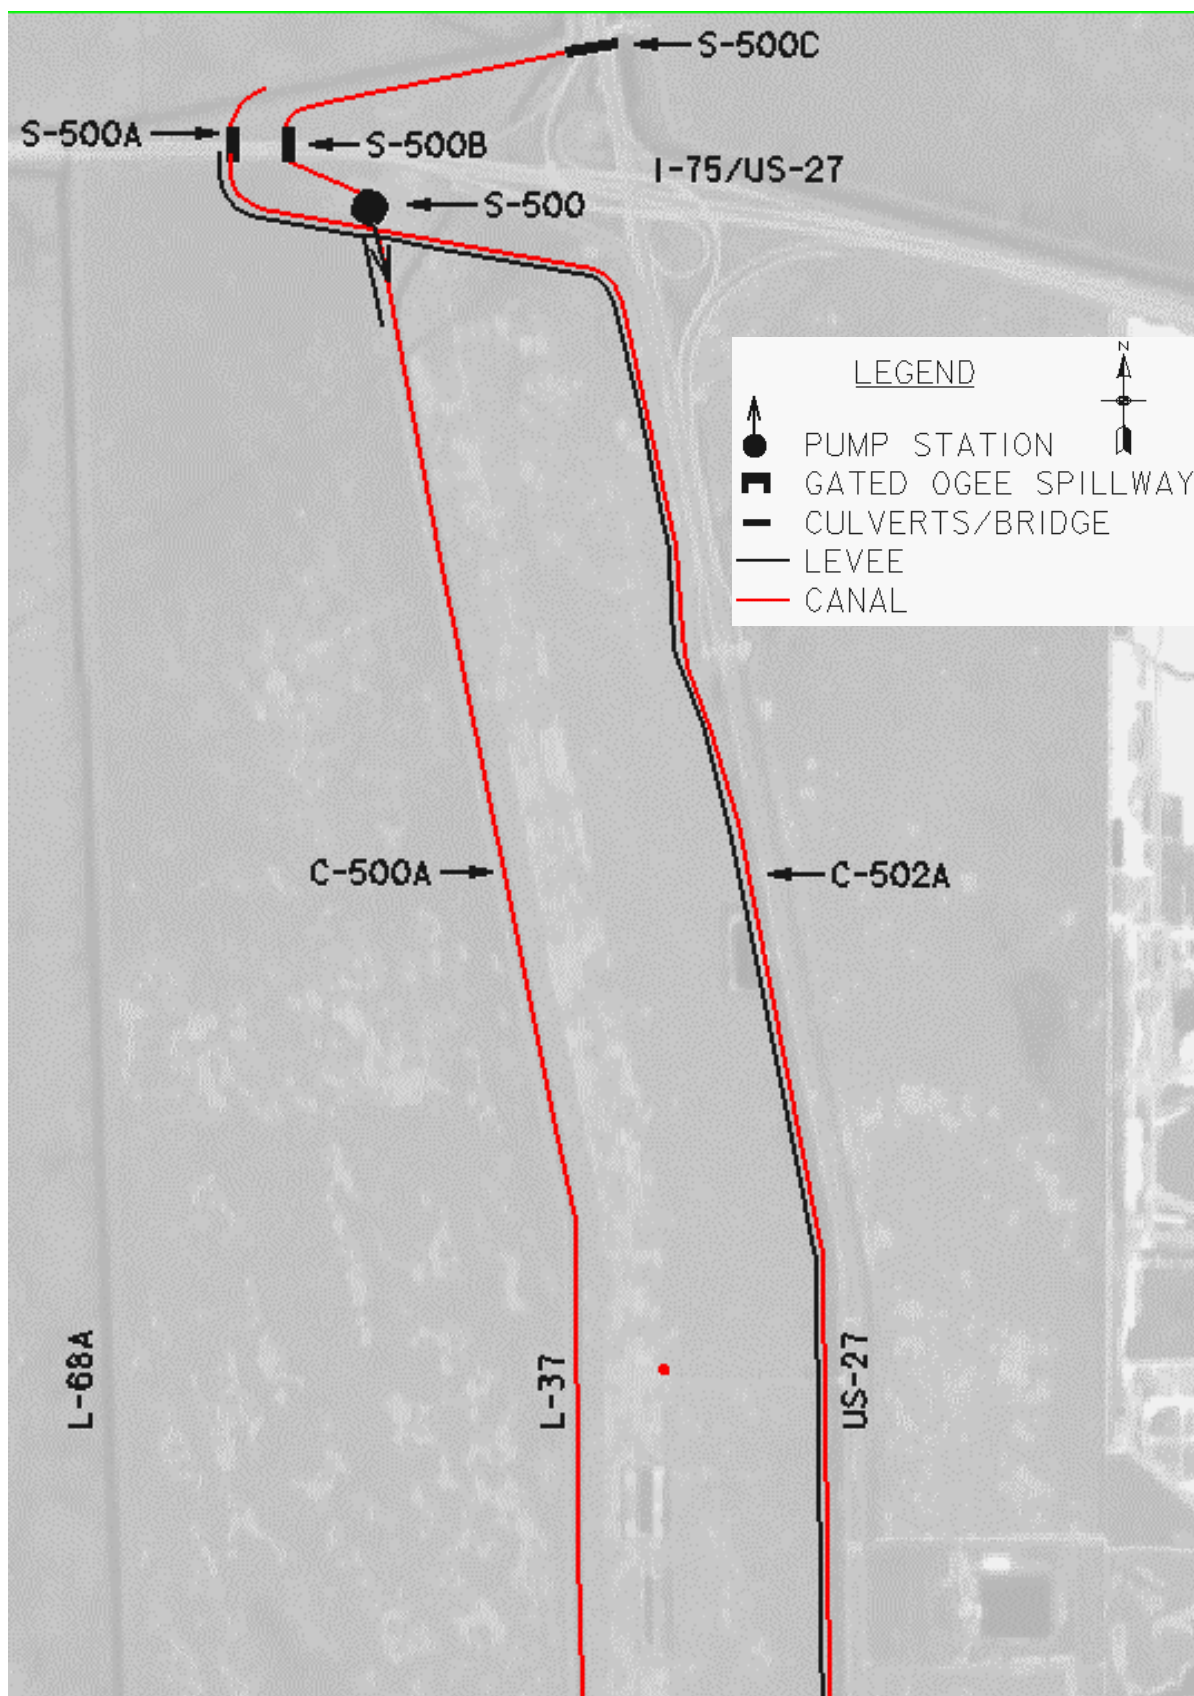 S-500C
S-500A
S-500B
I-75/US-27
S-500
LEGEND
N
PUMP STATION
GATED OGEE SPILLWAY
CULVERTS/BRIDGE
LEVEE
CANAL
C-500A
C-502A
L-68A
L-37
US-27